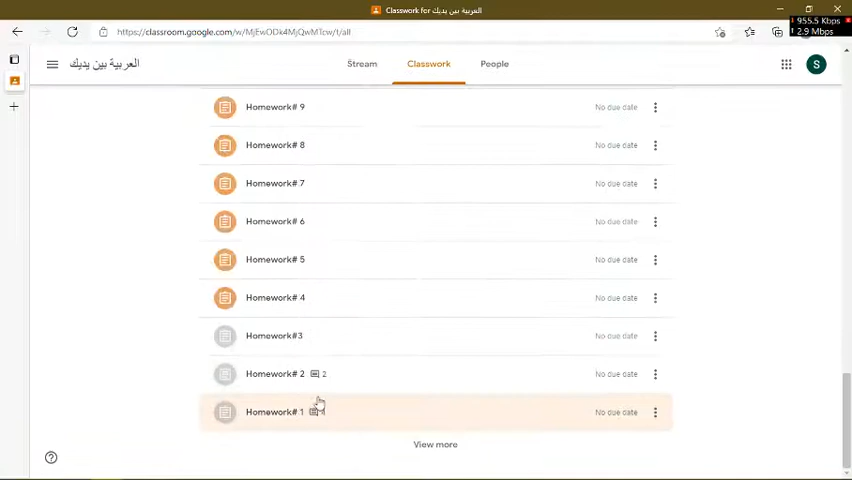 Classwork for العربية بين يديك
955.5 Kbps
2.9 Mbps
https://classroom.google.com/w/MjEwODk4MjQwMTcw/t/all
العربية بين يديك
Stream
Classwork
People
S
Homework# 9
No due date
Homework# 8
No due date
Homework# 7
No due date
Homework# 6
No due date
Homework# 5
No due date
Homework# 4
No due date
Homework#3
No due date
Homework# 2 2
No due date
Homework# 1
No due date
View more